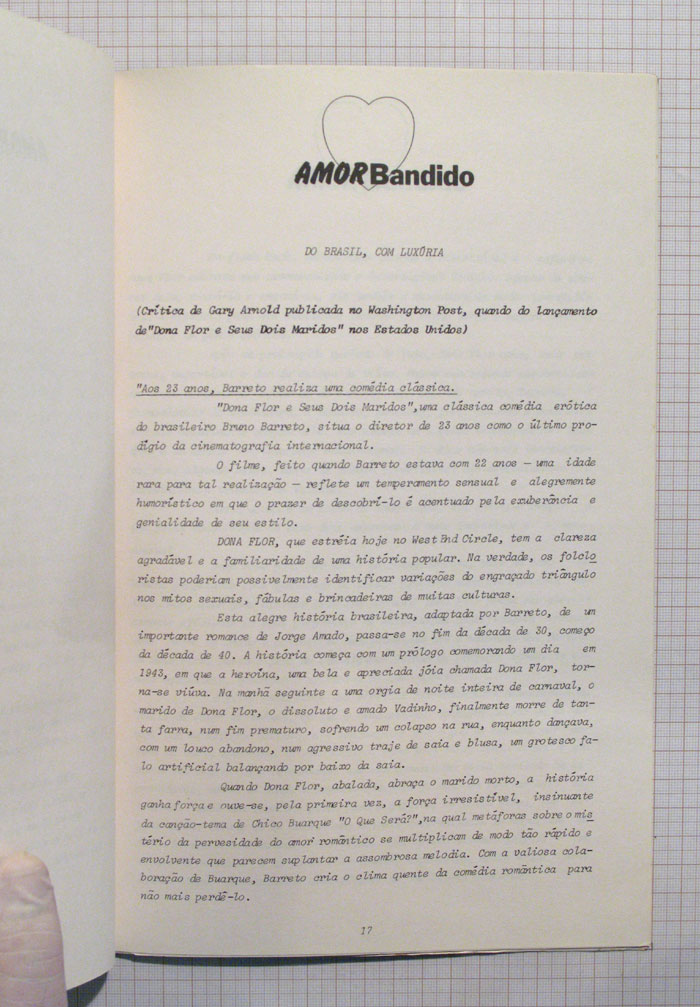 AMOR Bandido
DO BRASIL, COM LUXÚRIA
(Crítica de Gary Arnold publicada no Washington Post, quando do lançamento
de"Dona Flor e Seus Dois Maridos" nos Estados Unidos)
"Aos 23 anos, Barreto realiza uma comédia clássica.
"Dona Flor e Seus Dois Maridos",uma clássica comédia erótica
do brasileiro Bruno Barreto, situa o diretor de 23 anos como o último pro-
dígio da cinematografia internacional.
O filme, feito quando Barreto estava com 22 anos — uma idade
rara para tal realização — reflete um temperamento sensual e alegremente
humorístico em que o prazer de descobrí-lo é acentuado pela exuberância e
genialidade de seu estilo.
DONA FLOR, que estréia hoje no West End Circle, tem a clareza
agradável e a familiaridade de uma história popular. Na verdade, os folclo
ristas poderiam possivelmente identificar variações do engraçado triângulo
nos mitos sexuais, fábulas e brincadeiras de muitas culturas.
Esta alegre história brasileira, adaptada por Barreto, de um
importante romance de Jorge Amado, passa-se no fim da década de 30, começo
da década de 40. A história começa com um prólogo comemorando um dia em
1943, em que a heroína, uma bela e apreciada jóia chamada Dona Flor, tor-
na-se viúva. Na manhã seguinte a uma orgia de noite inteira de carnaval, o
marido de Dona Flor, o dissoluto e amado Vadinho, finalmente morre de tan-
ta farra, num fim prematuro, sofrendo um colapso na rua, enquanto dançava,
com um louco abandono, num agressivo traje de saia e blusa, um grotesco fa-
lo artificial balançando por baixo da saia.
Quando Dona Flor, abalada, abraça o marido morto, a história
ganha força e ouve-se, pela primeira vez, a força irresistível, insinuante
da canção-tema de Chico Buarque "O Que Será?",na qual metáforas sobre o mis
tério da pervesidade do amor romântico se multiplicam de modo tão rápido e
envolvente que parecem suplantar a assombrosa melodia. Com a valiosa cola-
boração de Buarque, Barreto cria o clima quente da comédia romântica para
não mais perdê-lo.
17